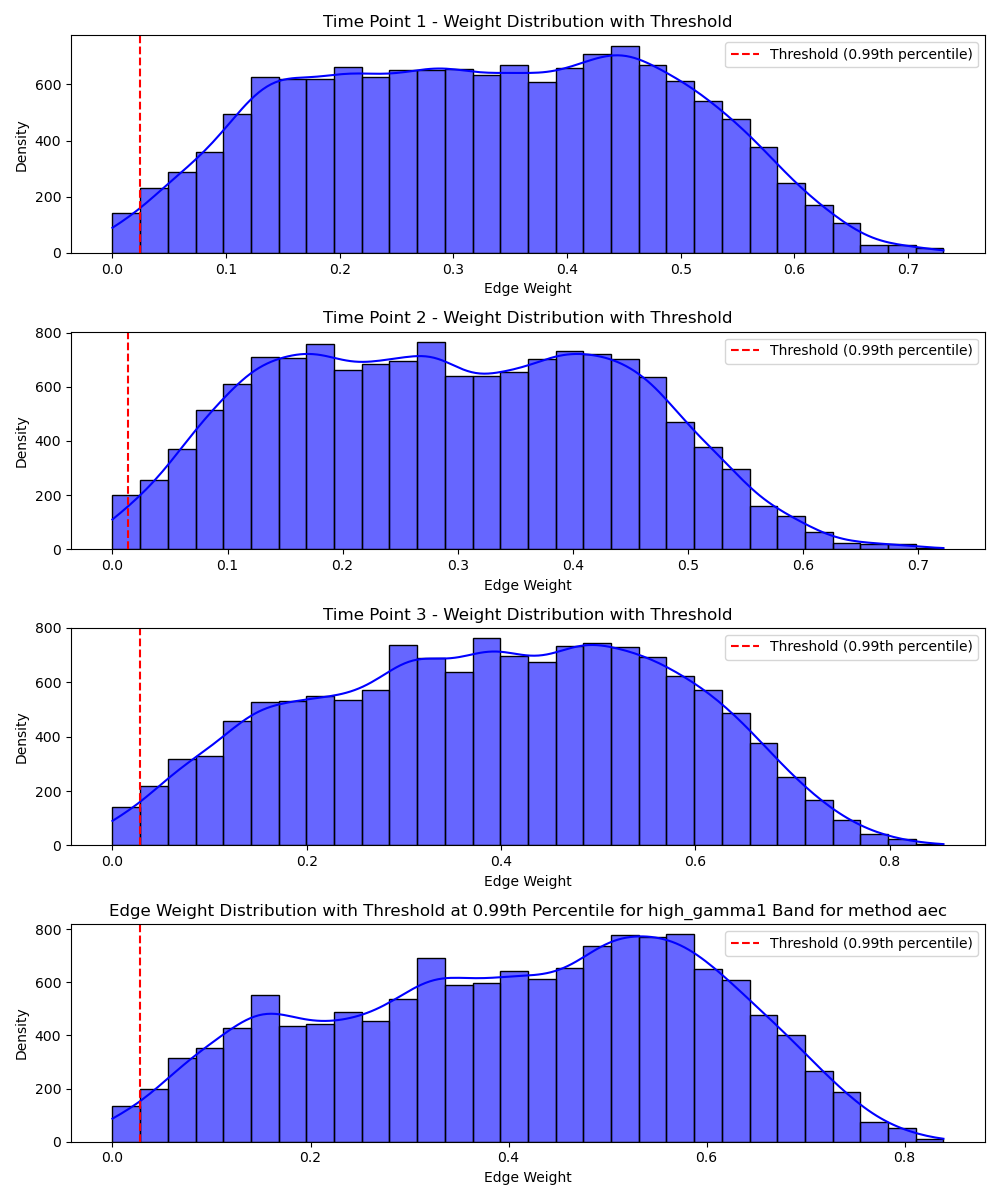 Time Point 1 - Weight Distribution with Threshold
Threshold (0.99th percentile)
Density
600
400
200
0
0.0 0.1 0.2 0.3 0.4 0.5 0.6 0.7
Edge Weight
Time Point 2 - Weight Distribution with Threshold
Threshold (0.99th percentile)
Density
800
600
400
200
0
0.0 0.1 0.2 0.3 0.4 0.5 0.6 0.7
Edge Weight
Time Point 3 - Weight Distribution with Threshold
Threshold (0.99th percentile)
Density
800
600
400
200
0
0.0 0.2 0.4 0.6 0.8
Edge Weight
Edge Weight Distribution with Threshold at 0.99th Percentile for high_gamma1 Band for method aec
Threshold (0.99th percentile)
Density
800
600
400
200
0
0.0 0.2 0.4 0.6 0.8
Edge Weight